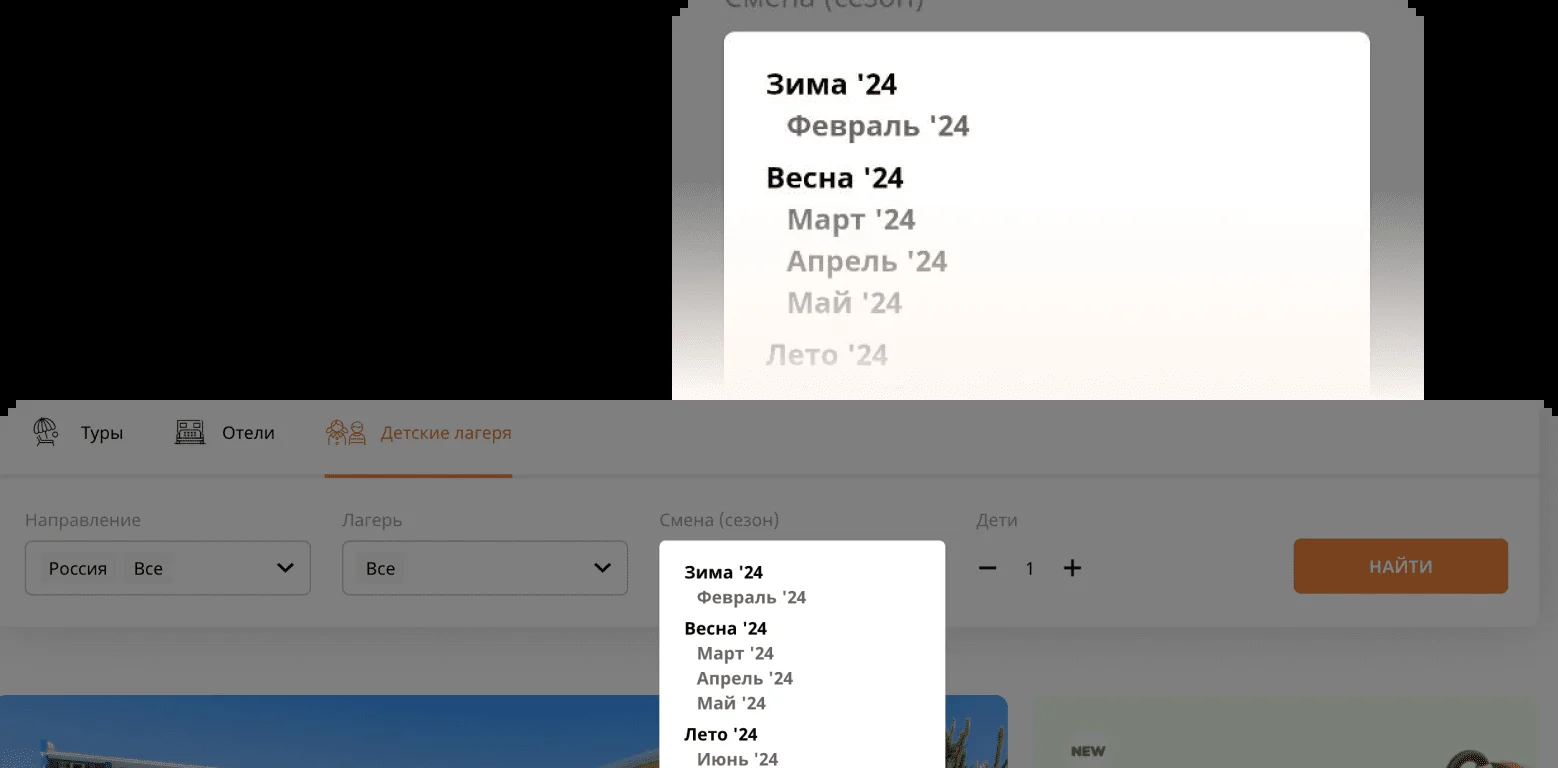 Смена (сезон)
Зима '24
Февраль '24
Весна '24
Март '24
Апрель '24
Май '24
Лето '24
Туры
Отели
Детские лагеря
Направление
Лагерь
Смена (сезон)
Дети
Россия Все
Все
1
НАЙТИ
Зима '24
Февраль '24
Весна '24
Март '24
Апрель '24
Май '24
Лето '24
Июнь '24
NEW